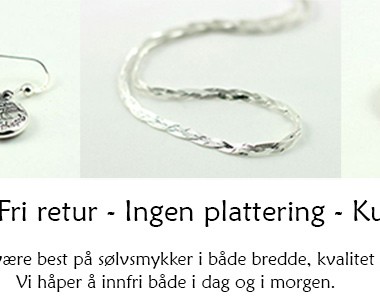 Fri retur - Ingen plattering - Ku
være best på sølvsmykker i både bredde, kvalitet
Vi håper å innfri både i dag og i morgen.